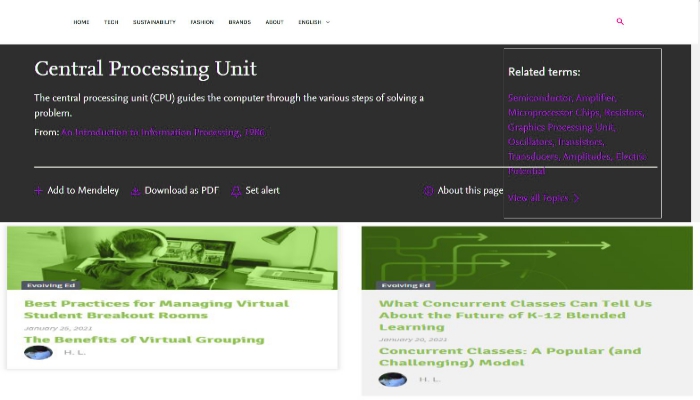 HOME TECH SUSTAINABILITY FASHION BRANDS ABOUT ENGLISH
Central Processing Unit
The central processing unit (CPU) guides the computer through the various steps of solving a
problem.
From: An Introduction to Information Processing, 1986
Add to Mendeley Download as PDF Set alert About this page
Related terms:
Semiconductor, Amplifier,
Microprocessor Chips, Resistors,
Graphics Processing Unit,
Oscillators, Transistors,
Transducers, Amplitudes, Electric
Potential
View all Topics
Evolving Ed
Best Practices for Managing Virtual
Student Breakout Rooms
January 26, 2021
The Benefits of Virtual Grouping
H. L.
Evolving Ed
What Concurrent Classes Can Tell Us
About the Future of K-12 Blended
Learning
January 20, 2021
Concurrent Classes: A Popular (and
Challenging) Model
H. L.